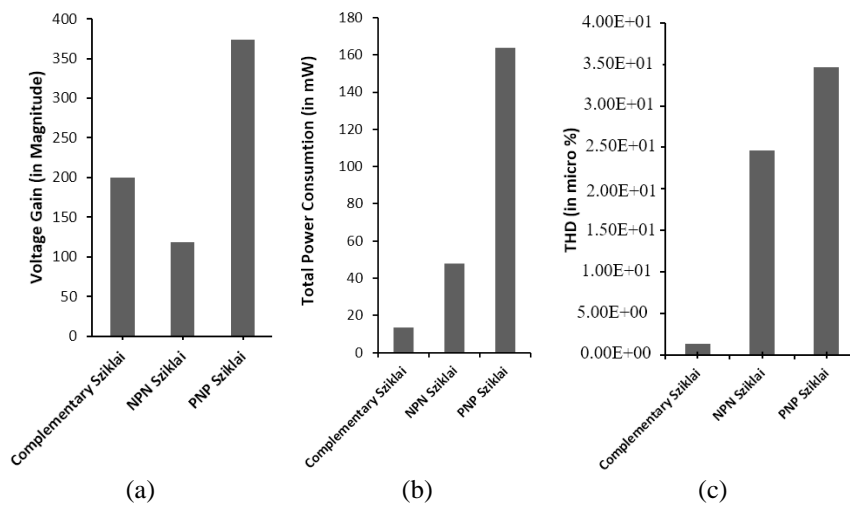 Voltage Gain (in Magnitude)
400
350
300
250
200
150
100
50
0
Complementary Sziklai
NPN Sziklai
PNP Sziklai
(a)
Total Power Consumtion (in mW)
180
160
140
120
100
80
60
40
20
0
Complementary Sziklai
NPN Sziklai
PNP Sziklai
(b)
THD (in micro %)
4.00E+01
3.50E+01
3.00E+01
2.50E+01
2.00E+01
1.50E+01
1.00E+01
5.00E+00
0.00E+00
Complementary Sziklai
NPN Sziklai
PNP Sziklai
(c)